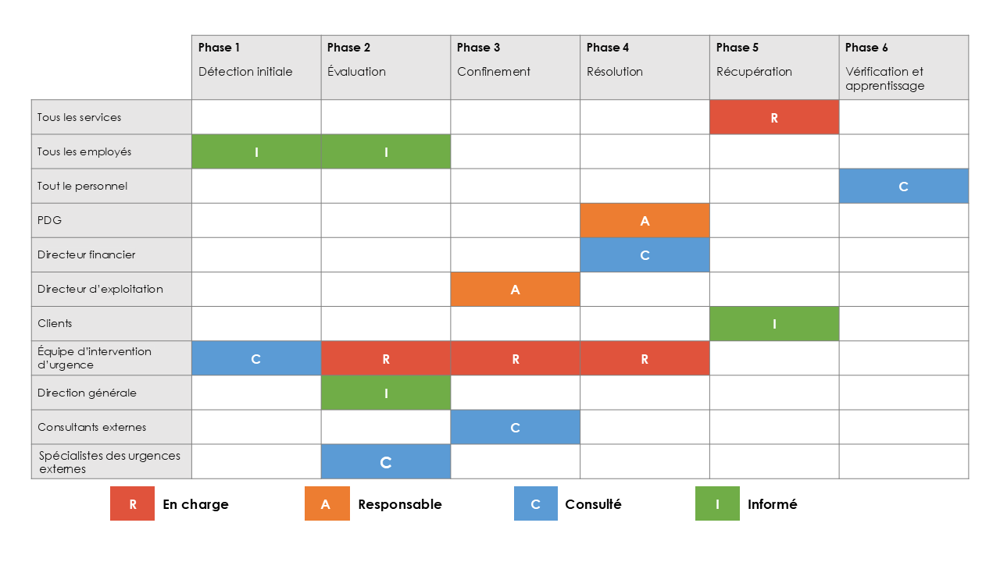 Phase 1
Phase 2
Phase 3
Phase 4
Phase 5
Phase 6
Détection initiale
Évaluation
Confinement
Résolution
Récupération
Vérification et
apprentissage
Tous les services
R
Tous les employés
I
I
Tout le personnel
C
PDG
A
Directeur financier
C
Directeur d'exploitation
A
Clients
I
Équipe d'intervention
d'urgence
C
R
R
R
Direction générale
I
Consultants externes
C
Spécialistes des urgences
externes
C
R
En charge
A
Responsable
C
Consulté
I
Informé